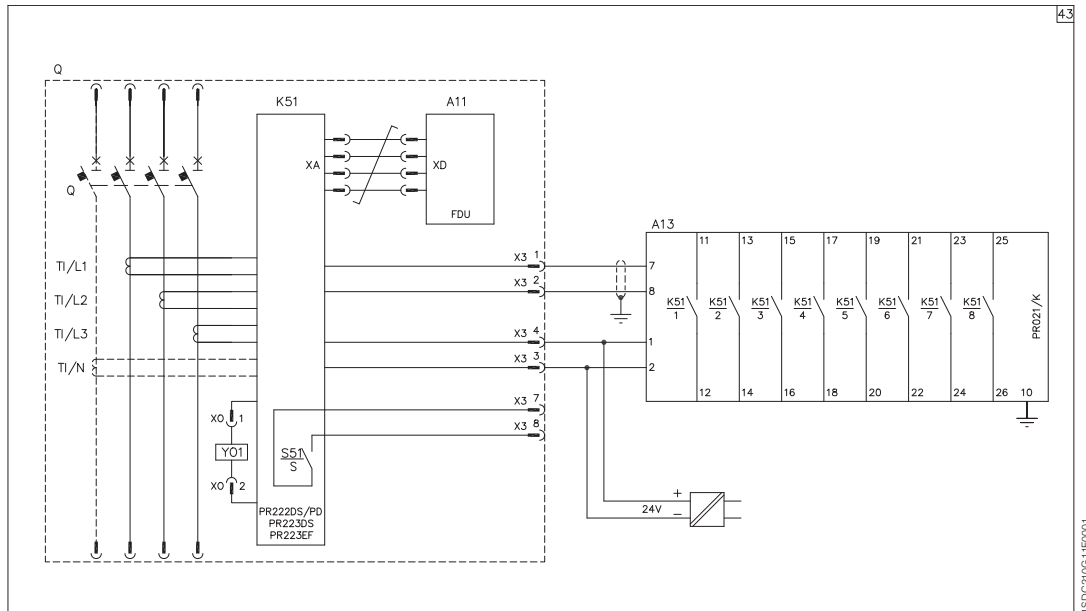 43
Q
K51
A11
XA
XD
FDU
Q
TI/L1
TI/L2
TI/L3
TI/N
X3 1
X3 2
X3 4
X3 3
X3 7
X3 8
XO 1
YO1
XO 2
S51
S
PR222DS/PD
PR223DS
PR223EF
A13
11 13 15 17 19 21 23 25
7
8
1
2
K51 K51 K51 K51 K51 K51 K51 K51
1 2 3 4 5 6 7 8
PR021/K
12 14 16 18 20 22 24 26 10
24V + −